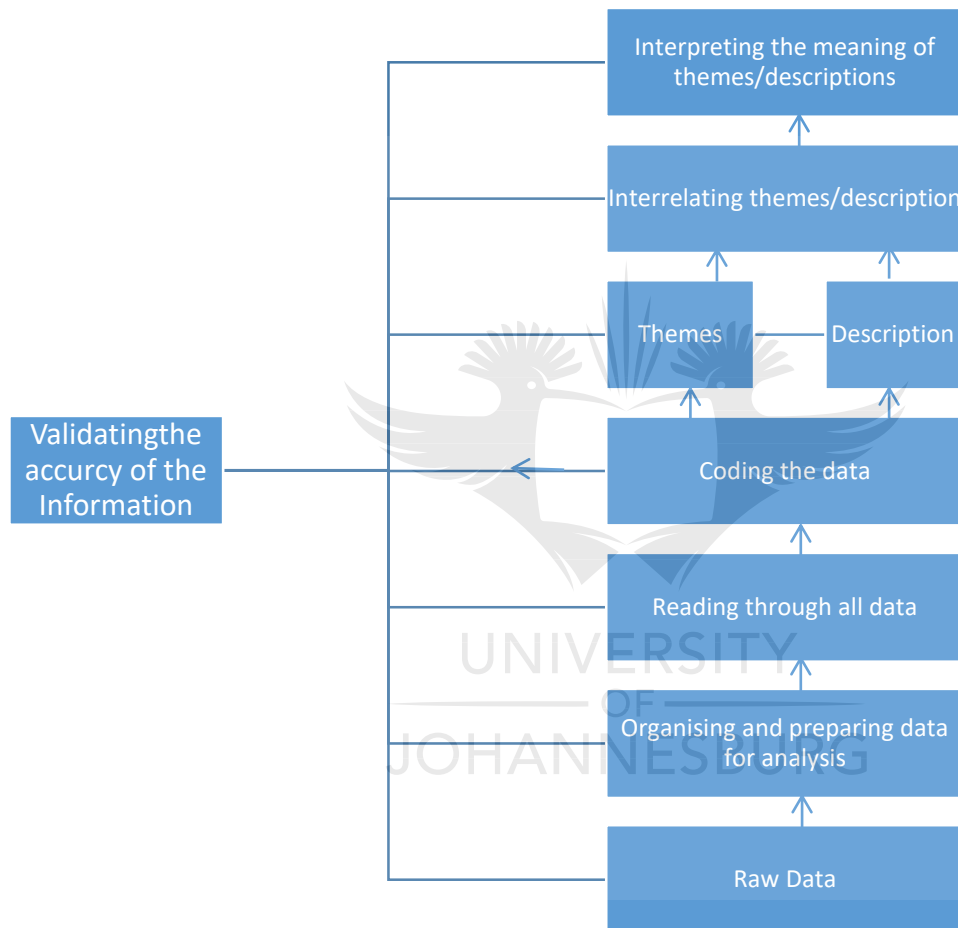 Interpreting the meaning of
themes/descriptions
Interrelating themes/description
Themes
Description
Validatingthe
accurcy of the
Information
Coding the data
Reading through all data
UNIVERSITY
OF
JOHANNESBURG
Organising and preparing data
for analysis
Raw Data